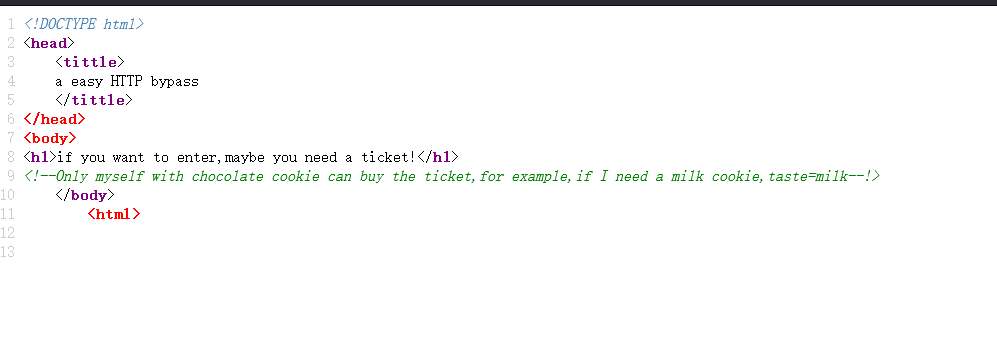 1 <!DOCTYPE html>
2 <head>
3 <tittle>
4 a easy HTTP bypass
5 </tittle>
6 </head>
7 <body>
8 <h1>if you want to enter,maybe you need a ticket!</h1>
9 <!--Only myself with chocolate cookie can buy the ticket,for example,if I need a milk cookie,taste=milk--!>
10 </body>
11 <html>
12
13